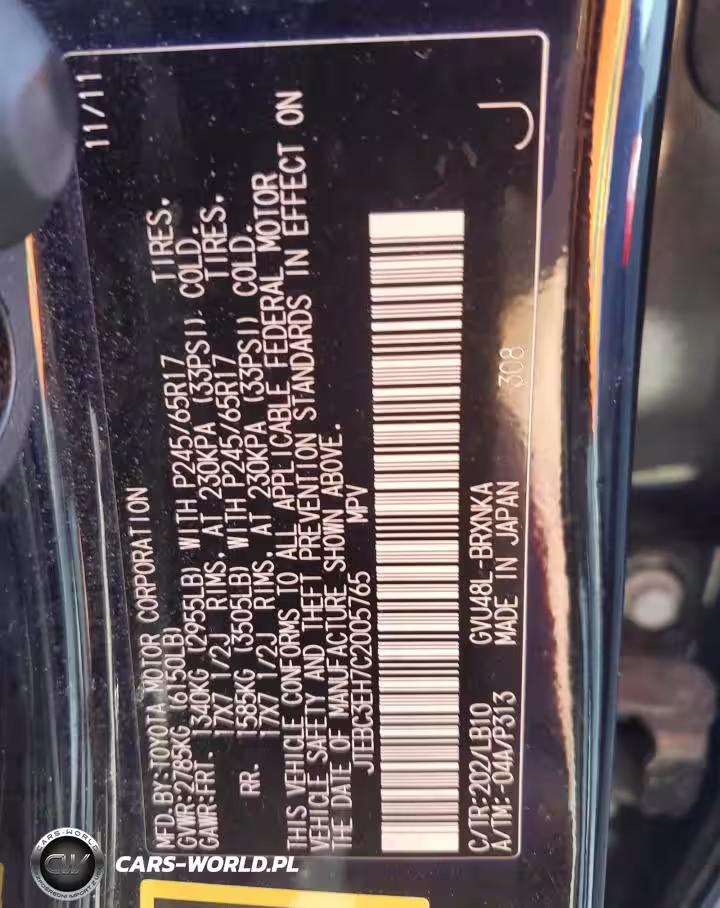 MFD.BY:TOYOTA MOTOR CORPORATION 11/11
GVWR:2785KG (6150LB)
GAWR:FRT 1340KG (2955LB) WITH P245/65R17 TIRES,
17X7 1/2J RIMS, AT 230KPA (33PSI) COLD.
RR. 1585KG (3505LB) WITH P245/65R17 TIRES,
17X7 1/2J RIMS, AT 230KPA (33PSI) COLD.
THIS VEHICLE CONFORMS TO ALL APPLICABLE FEDERAL MOTOR
VEHICLE SAFETY AND THEFT PREVENTION STANDARDS IN EFFECT ON
THE DATE OF MANUFACTURE SHOWN ABOVE.
JTEBC3EH7C2005765 MPV
C/TR:202/LB10 GVU48L-BRXNKA
A/TM:-04A/P313 MADE IN JAPAN 308 J
CARS-WORLD
CW
CARS-WORLD.PL